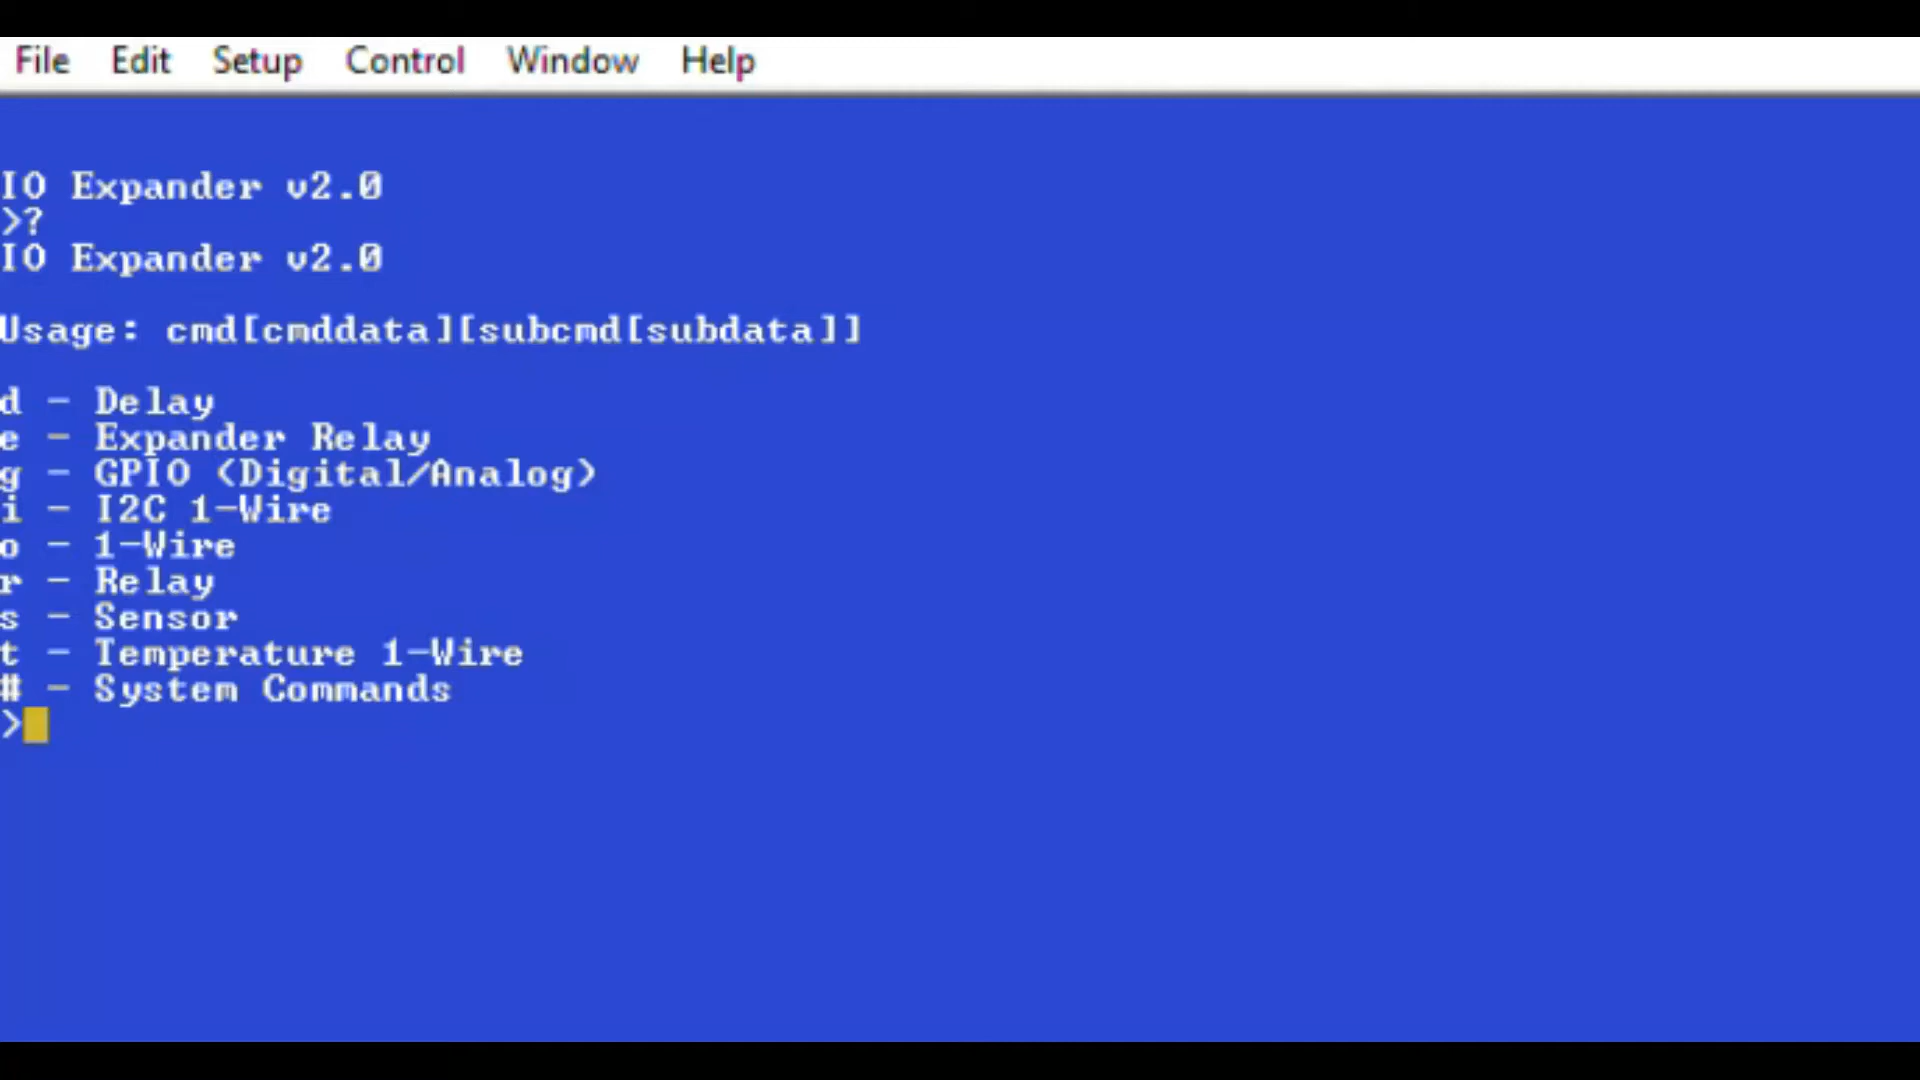 File Edit Setup Control Window Help
IO Expander v2.0
>?
IO Expander v2.0
Usage: cmd[cmddata][subcmd[subdata]]
d - Delay
e - Expander Relay
g - GPIO (Digital/Analog)
i - I2C 1-Wire
o - 1-Wire
r - Relay
s - Sensor
t - Temperature 1-Wire
# - System Commands
>